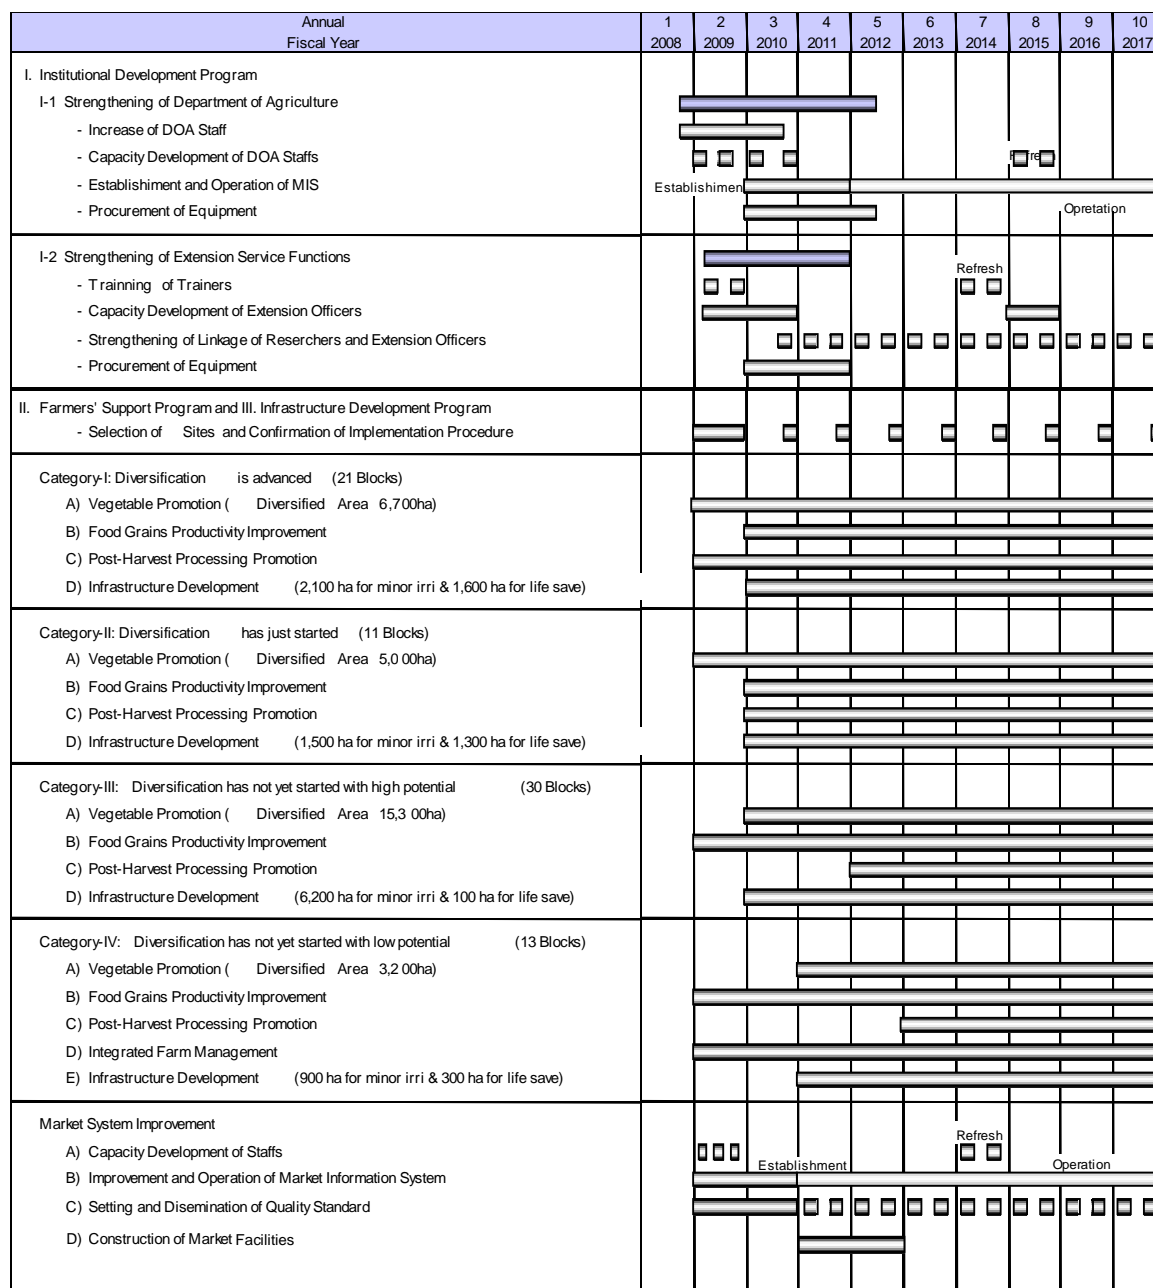 Annual 1 2 3 4 5 6 7 8 9 10
Fiscal Year 2008 2009 2010 2011 2012 2013 2014 2015 2016 2017
I. Institutional Development Program
I-1 Strengthening of Department of Agriculture
- Increase of DOA Staff
- Capacity Development of DOA Staffs
- Establishiment and Operation of MIS Establishimen
- Procurement of Equipment Opretation
I-2 Strengthening of Extension Service Functions
Refresh
- Trainning of Trainers
- Capacity Development of Extension Officers
- Strengthening of Linkage of Reserchers and Extension Officers
- Procurement of Equipment
II. Farmers' Support Program and III. Infrastructure Development Program
- Selection of Sites and Confirmation of Implementation Procedure
Category-I: Diversification is advanced (21 Blocks)
A) Vegetable Promotion ( Diversified Area 6,700ha)
B) Food Grains Productivity Improvement
C) Post-Harvest Processing Promotion
D) Infrastructure Development (2,100 ha for minor irri & 1,600 ha for life save)
Category-II: Diversification has just started (11 Blocks)
A) Vegetable Promotion ( Diversified Area 5,000ha)
B) Food Grains Productivity Improvement
C) Post-Harvest Processing Promotion
D) Infrastructure Development (1,500 ha for minor irri & 1,300 ha for life save)
Category-III: Diversification has not yet started with high potential (30 Blocks)
A) Vegetable Promotion ( Diversified Area 15,300ha)
B) Food Grains Productivity Improvement
C) Post-Harvest Processing Promotion
D) Infrastructure Development (6,200 ha for minor irri & 100 ha for life save)
Category-IV: Diversification has not yet started with low potential (13 Blocks)
A) Vegetable Promotion ( Diversified Area 3,200ha)
B) Food Grains Productivity Improvement
C) Post-Harvest Processing Promotion
D) Integrated Farm Management
E) Infrastructure Development (900 ha for minor irri & 300 ha for life save)
Market System Improvement
Refresh
A) Capacity Development of Staffs
Establishment Operation
B) Improvement and Operation of Market Information System
C) Setting and Disemination of Quality Standard
D) Construction of Market Facilities